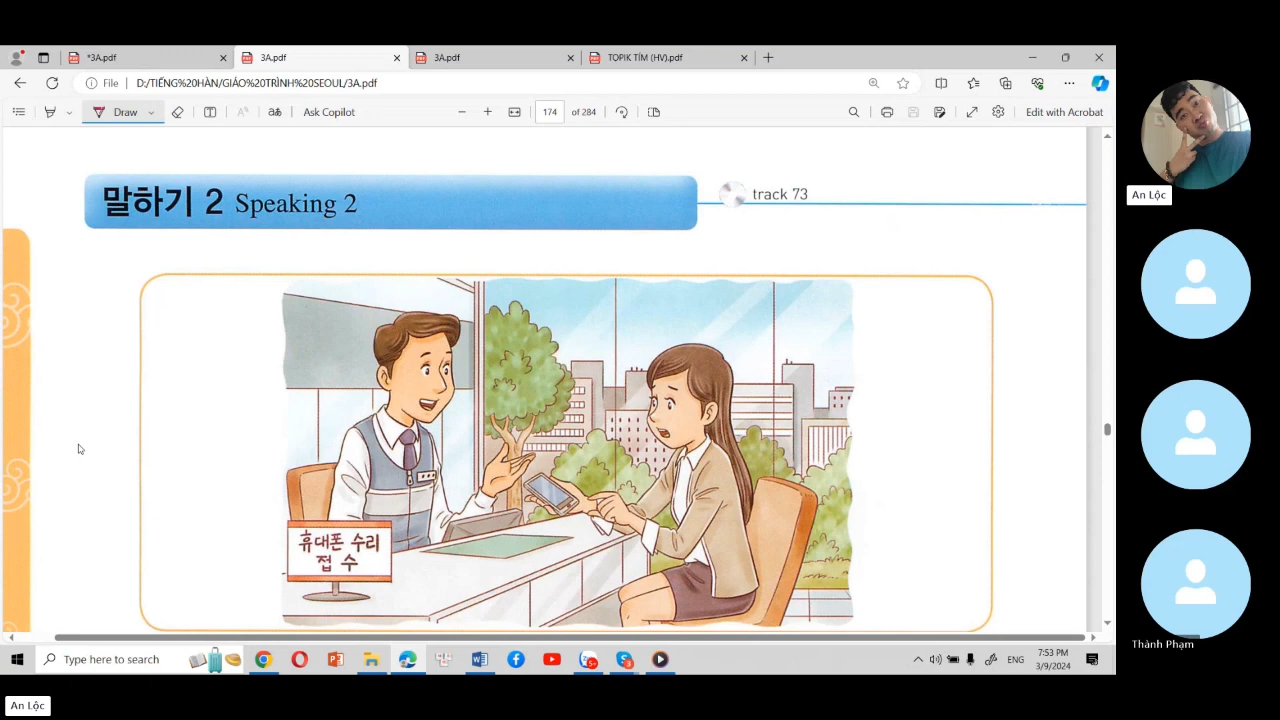 *3A.pdf
3A.pdf
3A.pdf
TOPIK TÍM (HV).pdf
File
D:/TIẾNG%20HÀN/GIÁO%20TRÌNH%20SEOUL/3A.pdf
Draw
Ask Copilot
174
of 284
Edit with Acrobat
말하기 2 Speaking 2
track 73
휴대폰 수리
접 수
An Lộc
Thành Phạm
Type here to search
5+
3
ENG
7:53 PM
3/9/2024
An Lộc